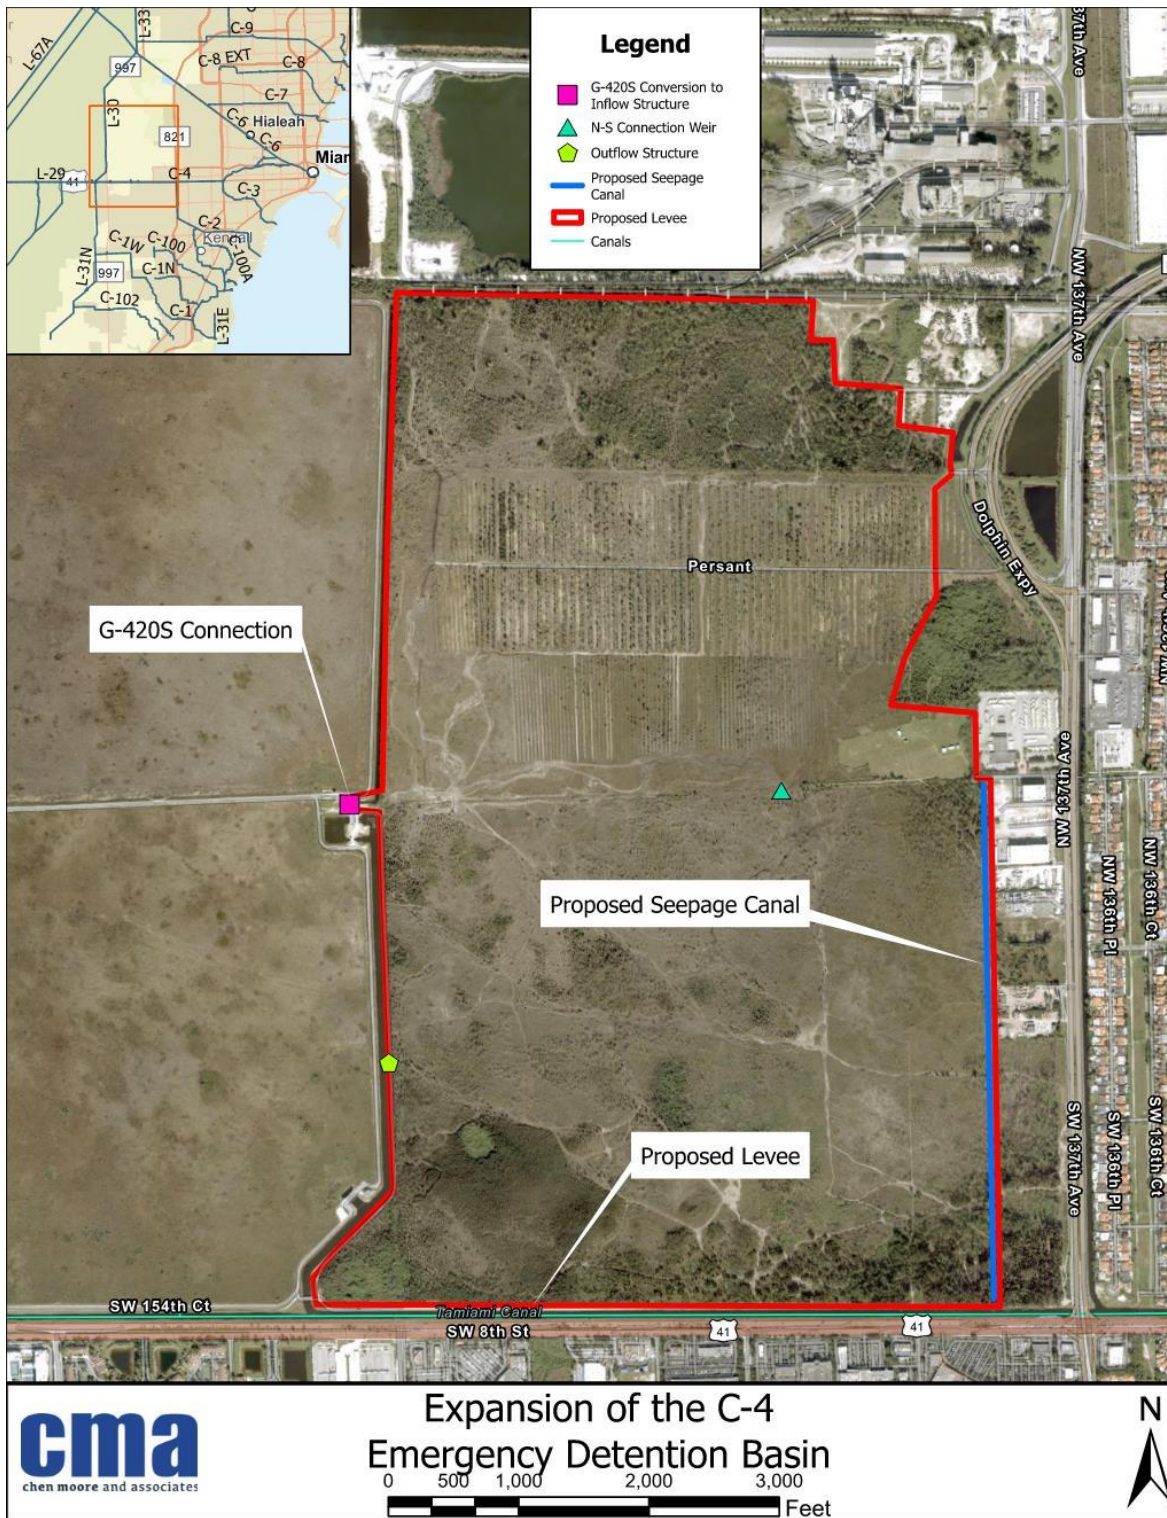 L-67A
L-33
997
C-9
C-8 EXT
C-8
C-7
L-30
C-6
Hialeah
C-6
821
Miar
L-29
41
C-4
C-3
C-2
C-1W
C-100
Kendall
C-100A
L-31N
997
C-1N
C-102
C-1
L-31E
Legend
G-420S Conversion to
Inflow Structure
N-S Connection Weir
Outflow Structure
Proposed Seepage
Canal
Proposed Levee
Canals
137th Ave
NW 137th Ave
Dolphin Expy
Persant
G-420S Connection
NW 137th Ave
Proposed Seepage Canal
NW 136th Pl
NW 136th Ct
Proposed Levee
SW 137th Ave
SW 136th Pl
SW 136th Ct
SW 154th Ct
Tamiami Canal
SW 8th St
41
41
cma
chen moore and associates
Expansion of the C-4
Emergency Detention Basin
0 500 1,000 2,000 3,000
Feet
N